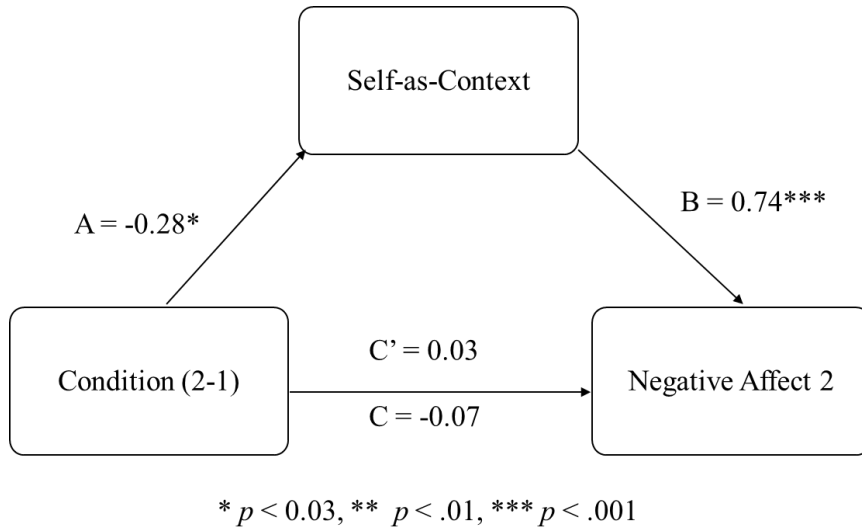 Self-as-Context
A = -0.28*
B = 0.74***
C’ = 0.03
Condition (2-1)
Negative Affect 2
C = -0.07
* p < 0.03, ** p < .01, *** p < .001